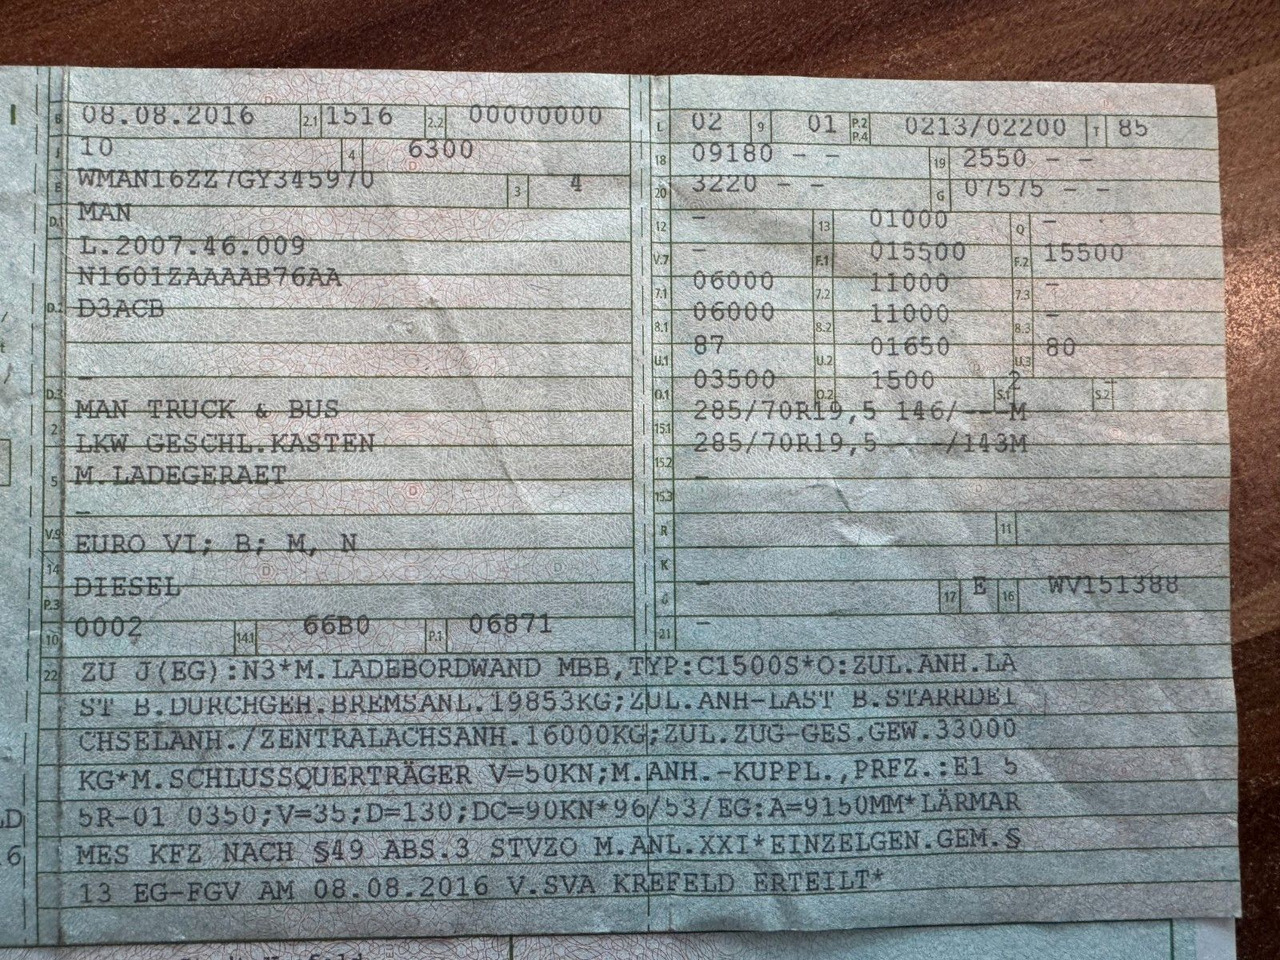 B 08.08.2016 2.1 1516 2.2 00000000
J 10 4 6300
E WMAN16ZZ7GY345970 3 4
D.1 MAN
L.2007.46.009
N1601ZAAAAB76AA
D.2 D3ACB
D.3 –
2 MAN TRUCK & BUS
LKW GESCHL.KASTEN
5 M.LADEGERAET
–
V.9 EURO VI; B; M, N
14
P.3 DIESEL
10 0002 14.1 66B0 P.1 06871
L 02 9 01 P.2 P.4 0213/02200 T 85
18 09180 – – 19 2550 – –
20 3220 – – G 07575 – –
12 – 13 01000 Q –
V.7 – F.1 015500 F.2 15500
7.1 06000 7.2 11000 7.3 –
8.1 06000 8.2 11000 8.3 –
U.1 87 U.2 01650 U.3 80
O.1 03500 O.2 1500 S.1 2 S.2 –
15.1 285/70R19,5 146/---M
15.2 285/70R19,5 ---/143M
15.3 –
R 11
K
6 – 17 E 16 WV151388
21 –
22 ZU J(EG):N3*M.LADEBORDWAND MBB,TYP:C1500S*O:ZUL.ANH.LA
ST B.DURCHGEH.BREMSANL.19853KG;ZUL.ANH-LAST B.STARRDEI
CHSELANH./ZENTRALACHSANH.16000KG;ZUL.ZUG-GES.GEW.33000
KG*M.SCHLUSSQUERTRÄGER V=50KN;M.ANH.-KUPPL.,PRFZ.:E1 5
5R-01 0350;V=35;D=130;DC=90KN*96/53/EG:A=9150MM*LÄRMAR
MES KFZ NACH §49 ABS.3 STVZO M.ANL.XXI*EINZELGEN.GEM.§
13 EG-FGV AM 08.08.2016 V.SVA KREFELD ERTEILT*